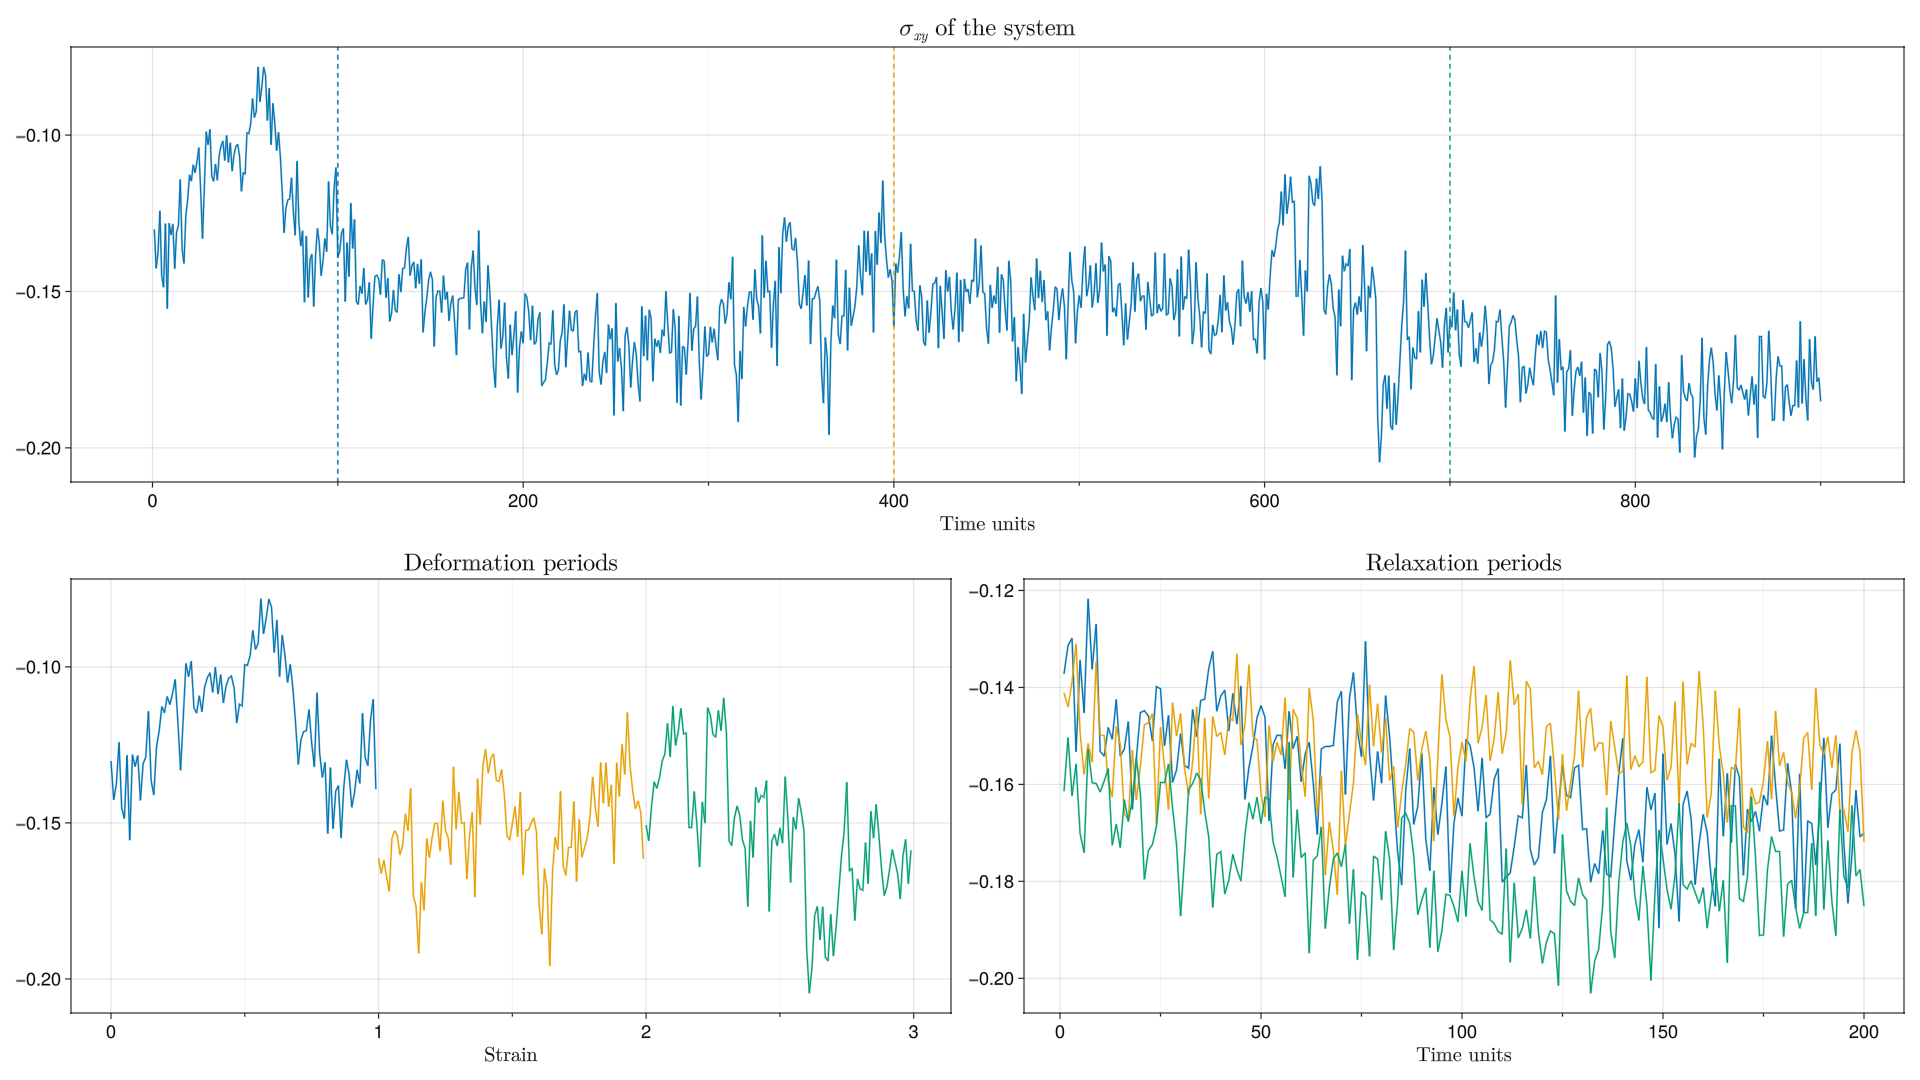 σxy of the system
−0.10
−0.15
−0.20
0 200 400 600 800
Time units
Deformation periods
−0.10
−0.15
−0.20
0 1 2 3
Strain
Relaxation periods
−0.12
−0.14
−0.16
−0.18
−0.20
0 50 100 150 200
Time units